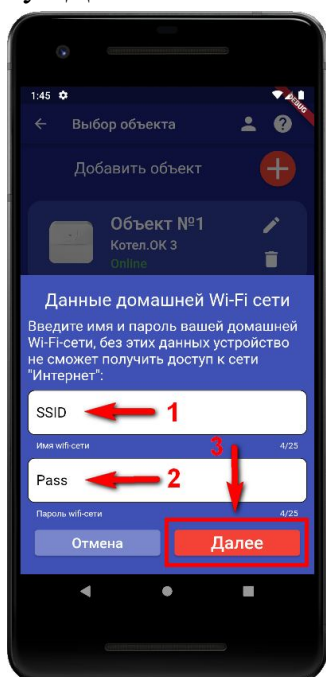 1:45
DEBUG
Выбор объекта
Добавить объект
Объект №1
Котел.ОК 3
Online
Данные домашней Wi-Fi сети
Введите имя и пароль вашей домашней
Wi-Fi-сети, без этих данных устройство
не сможет получить доступ к сети
"Интернет":
SSID 1
Имя wifi-сети 3 4/25
Pass 2
Пароль wifi-сети 4/25
Отмена Далее